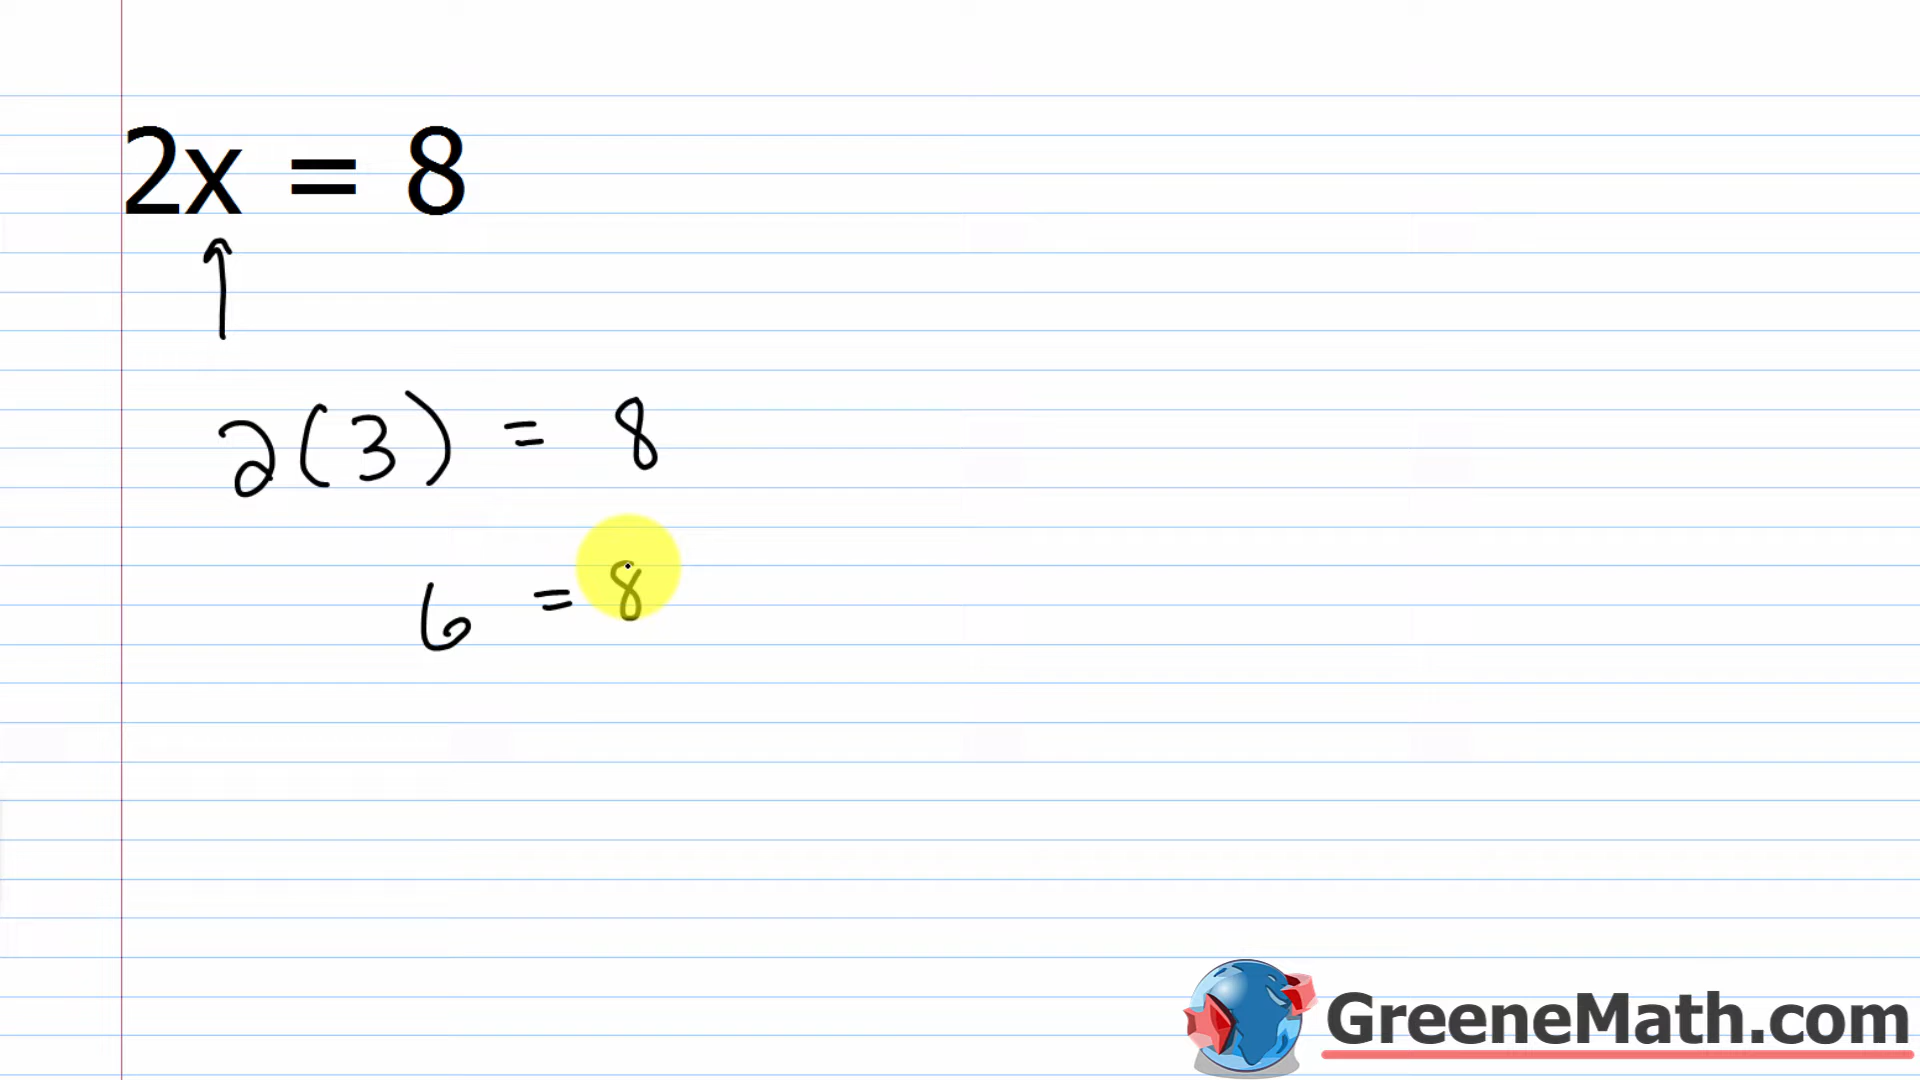 2x = 8
2(3) = 8
6 = 8
GreeneMath.com